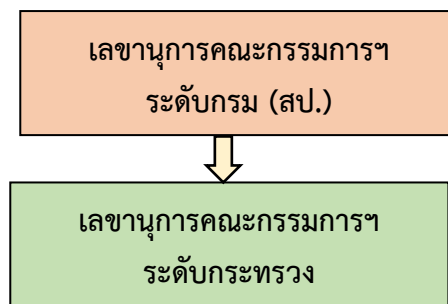 เลขานุการคณะกรรมการฯ
ระดับกรม (สป.)
เลขานุการคณะกรรมการฯ
ระดับกระทรวง